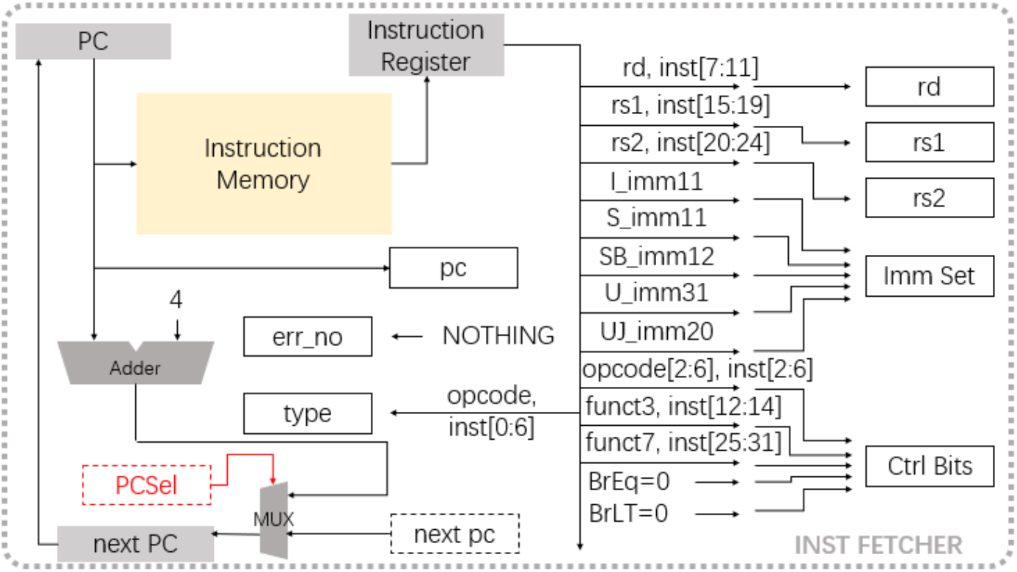 PC
Instruction
Register
Instruction
Memory
pc
4
Adder
err_no
NOTHING
type
opcode,
inst[0:6]
PCSel
MUX
next PC
next pc
rd, inst[7:11]
rs1, inst[15:19]
rs2, inst[20:24]
I_imm11
S_imm11
SB_imm12
U_imm31
UJ_imm20
opcode[2:6], inst[2:6]
funct3, inst[12:14]
funct7, inst[25:31]
BrEq=0
BrLT=0
rd
rs1
rs2
Imm Set
Ctrl Bits
INST FETCHER